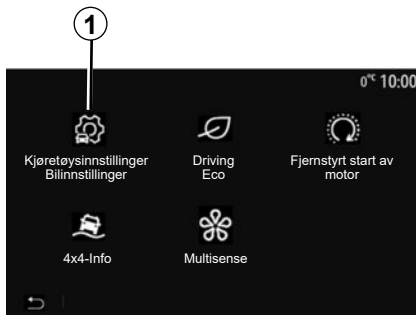 1
0°C 10:00
Kjøretøysinnstillinger
Bilinnstillinger
Driving
Eco
Fjernstyrt start av
motor
4x4-Info
Multisense